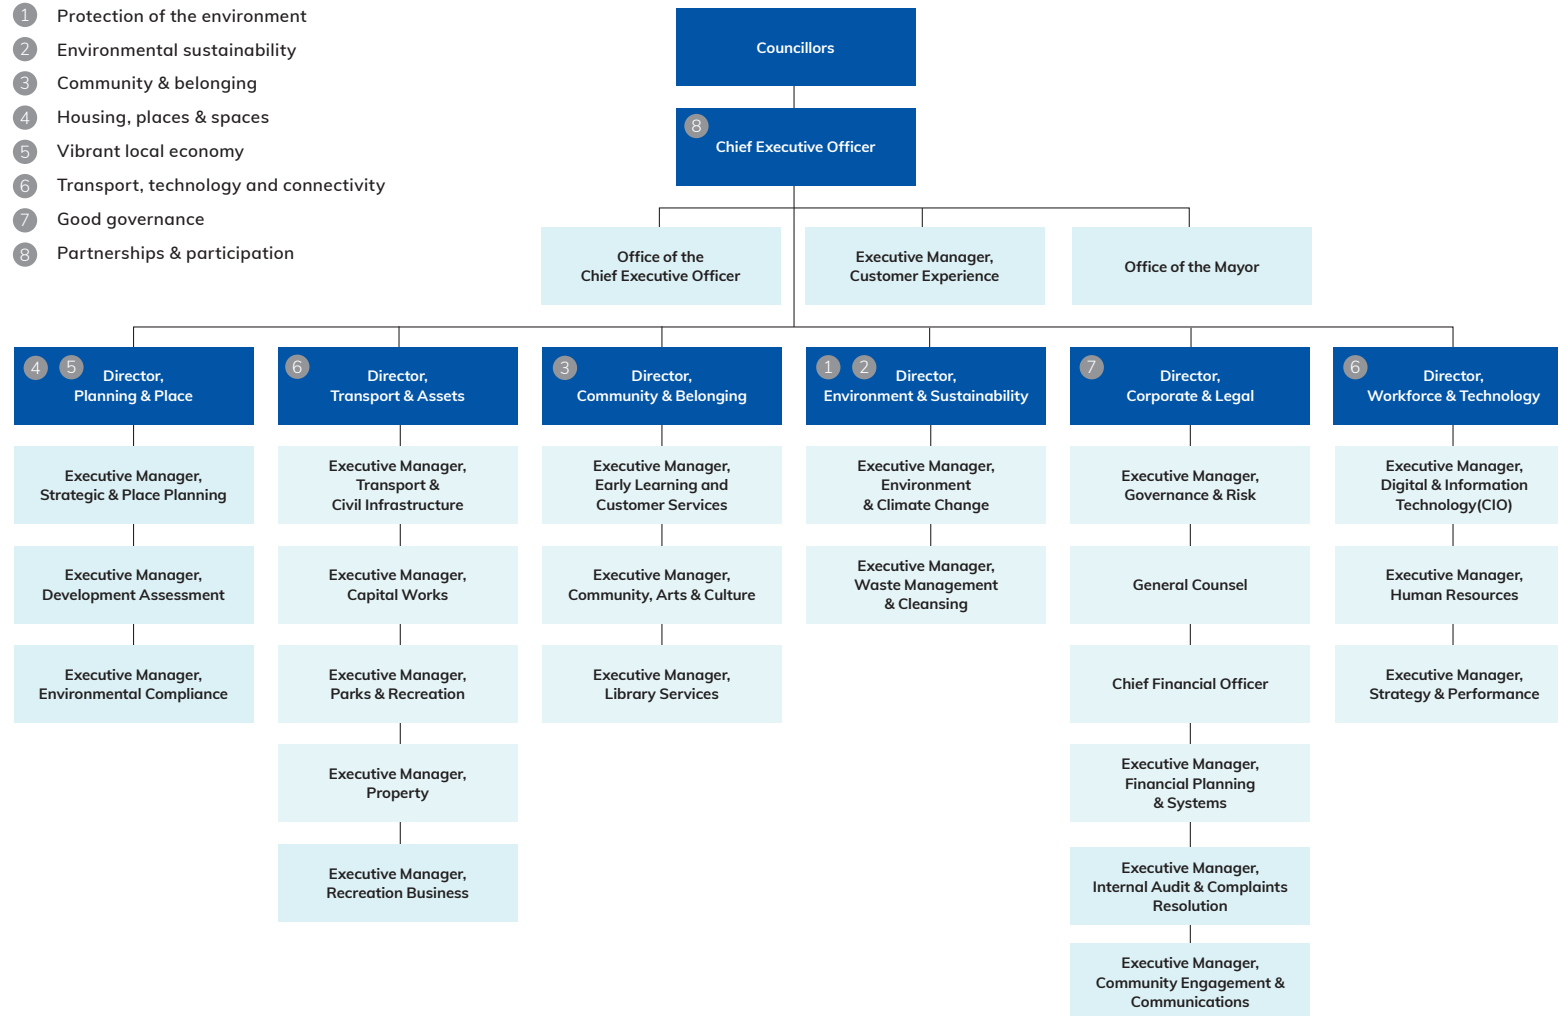 1 Protection of the environment
2 Environmental sustainability
3 Community & belonging
4 Housing, places & spaces
5 Vibrant local economy
6 Transport, technology and connectivity
7 Good governance
8 Partnerships & participation
Councillors
8
Chief Executive Officer
Office of the
Chief Executive Officer
Executive Manager,
Customer Experience
Office of the Mayor
4 5
Director,
Planning & Place
Executive Manager,
Strategic & Place Planning
Executive Manager,
Development Assessment
Executive Manager,
Environmental Compliance
6
Director,
Transport & Assets
Executive Manager,
Transport &
Civil Infrastructure
Executive Manager,
Capital Works
Executive Manager,
Parks & Recreation
Executive Manager,
Property
Executive Manager,
Recreation Business
3
Director,
Community & Belonging
Executive Manager,
Early Learning and
Customer Services
Executive Manager,
Community, Arts & Culture
Executive Manager,
Library Services
1 2
Director,
Environment & Sustainability
Executive Manager,
Environment
& Climate Change
Executive Manager,
Waste Management
& Cleansing
7
Director,
Corporate & Legal
Executive Manager,
Governance & Risk
General Counsel
Chief Financial Officer
Executive Manager,
Financial Planning
& Systems
Executive Manager,
Internal Audit & Complaints
Resolution
Executive Manager,
Community Engagement &
Communications
6
Director,
Workforce & Technology
Executive Manager,
Digital & Information
Technology(CIO)
Executive Manager,
Human Resources
Executive Manager,
Strategy & Performance